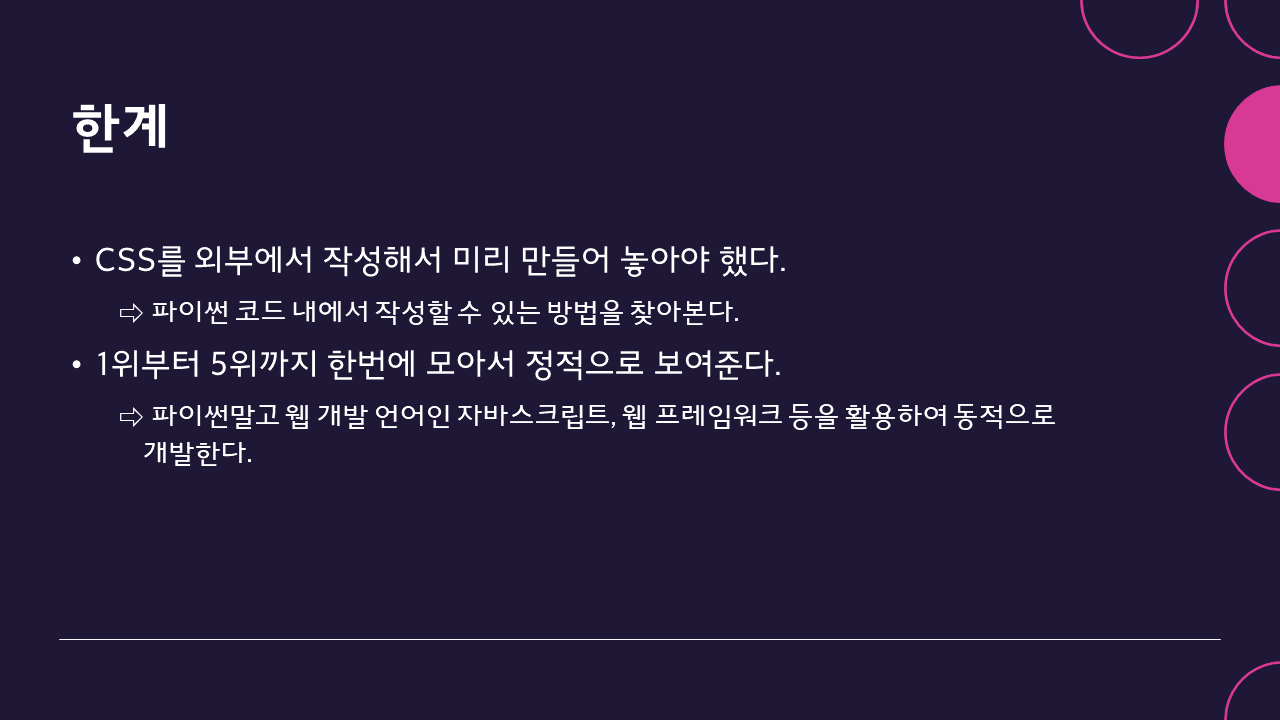 한계
• CSS를 외부에서 작성해서 미리 만들어 놓아야 했다.
⇨ 파이썬 코드 내에서 작성할 수 있는 방법을 찾아본다.
• 1위부터 5위까지 한번에 모아서 정적으로 보여준다.
⇨ 파이썬말고 웹 개발 언어인 자바스크립트, 웹 프레임워크 등을 활용하여 동적으로
개발한다.